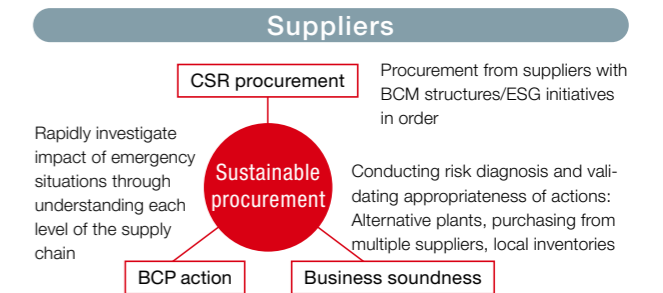 Suppliers
CSR procurement
Procurement from suppliers with
BCM structures/ESG initiatives
in order
Rapidly investigate
impact of emergency
situations through
understanding each
level of the supply
chain
Sustainable
procurement
Conducting risk diagnosis and vali-
dating appropriateness of actions:
Alternative plants, purchasing from
multiple suppliers, local inventories
BCP action
Business soundness